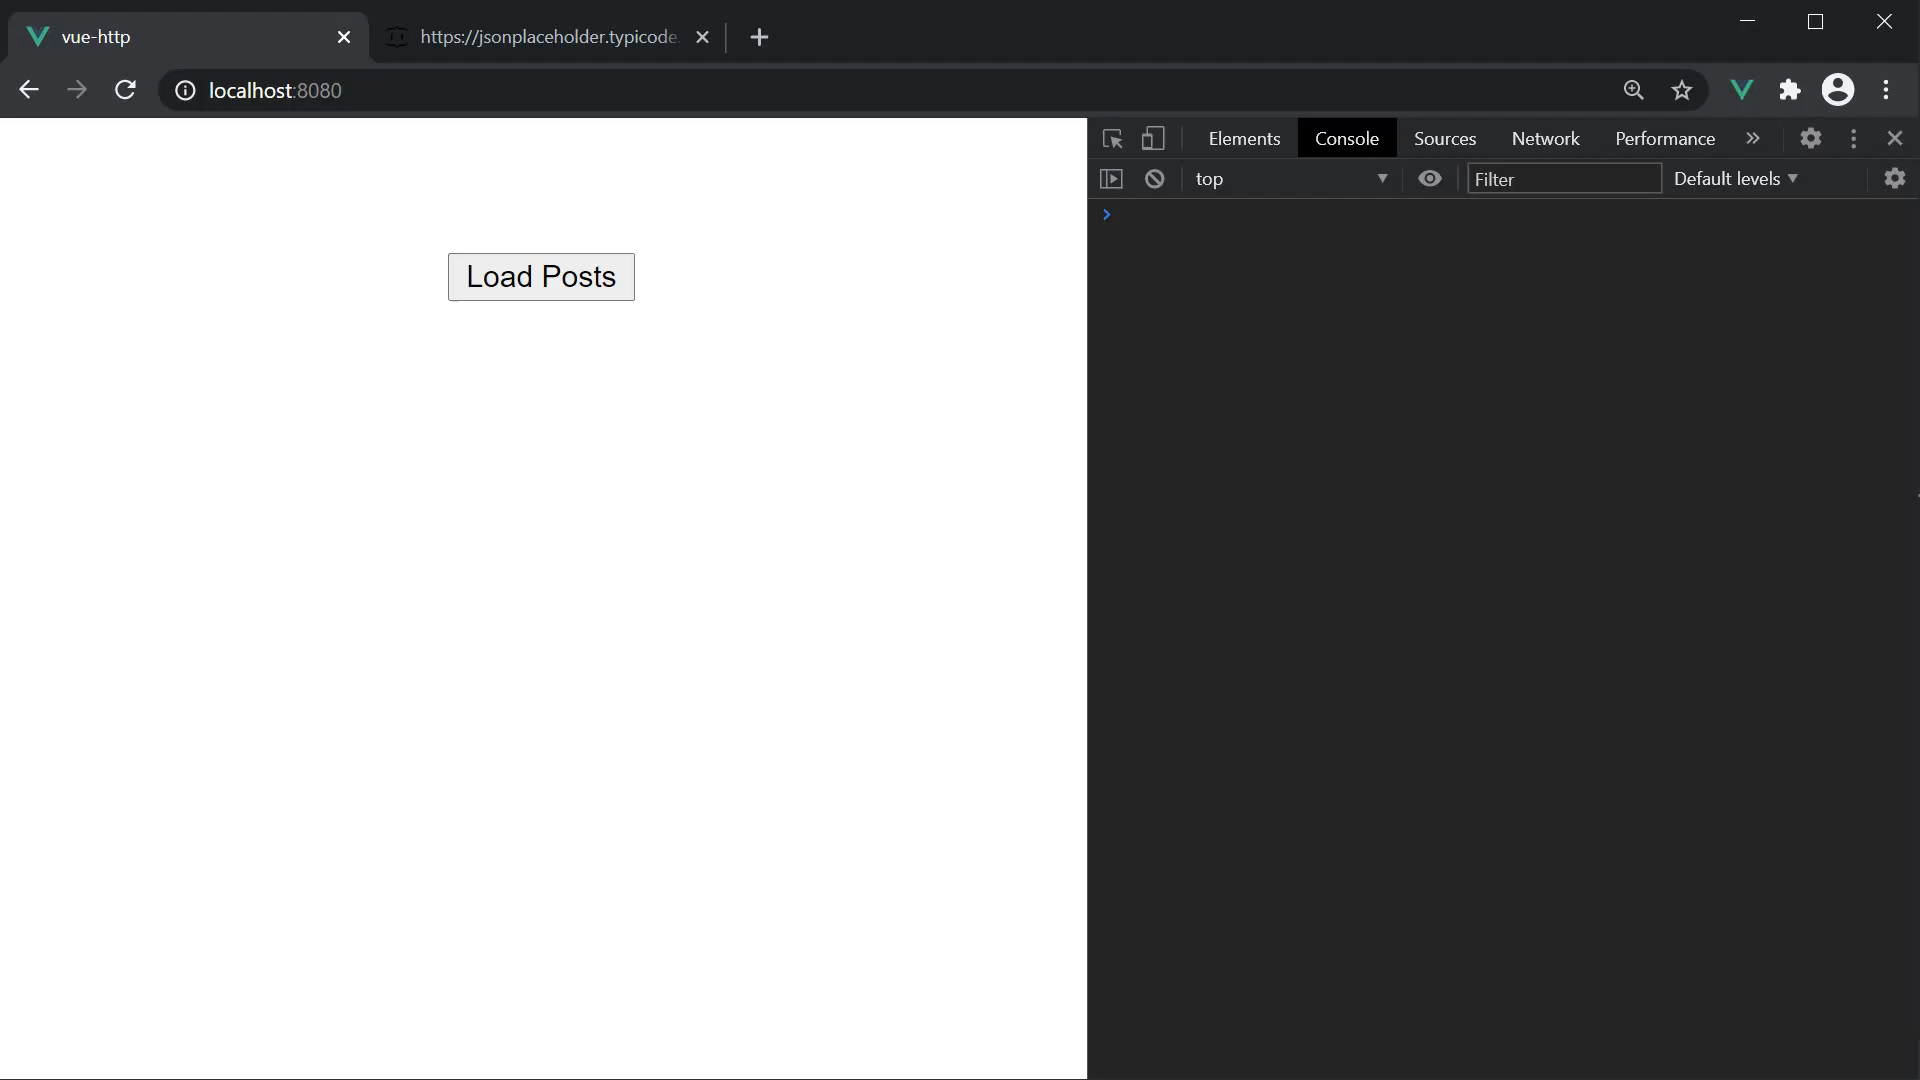 vue-http
https://jsonplaceholder.typicode.
localhost:8080
Elements Console Sources Network Performance
top Filter Default levels
Load Posts